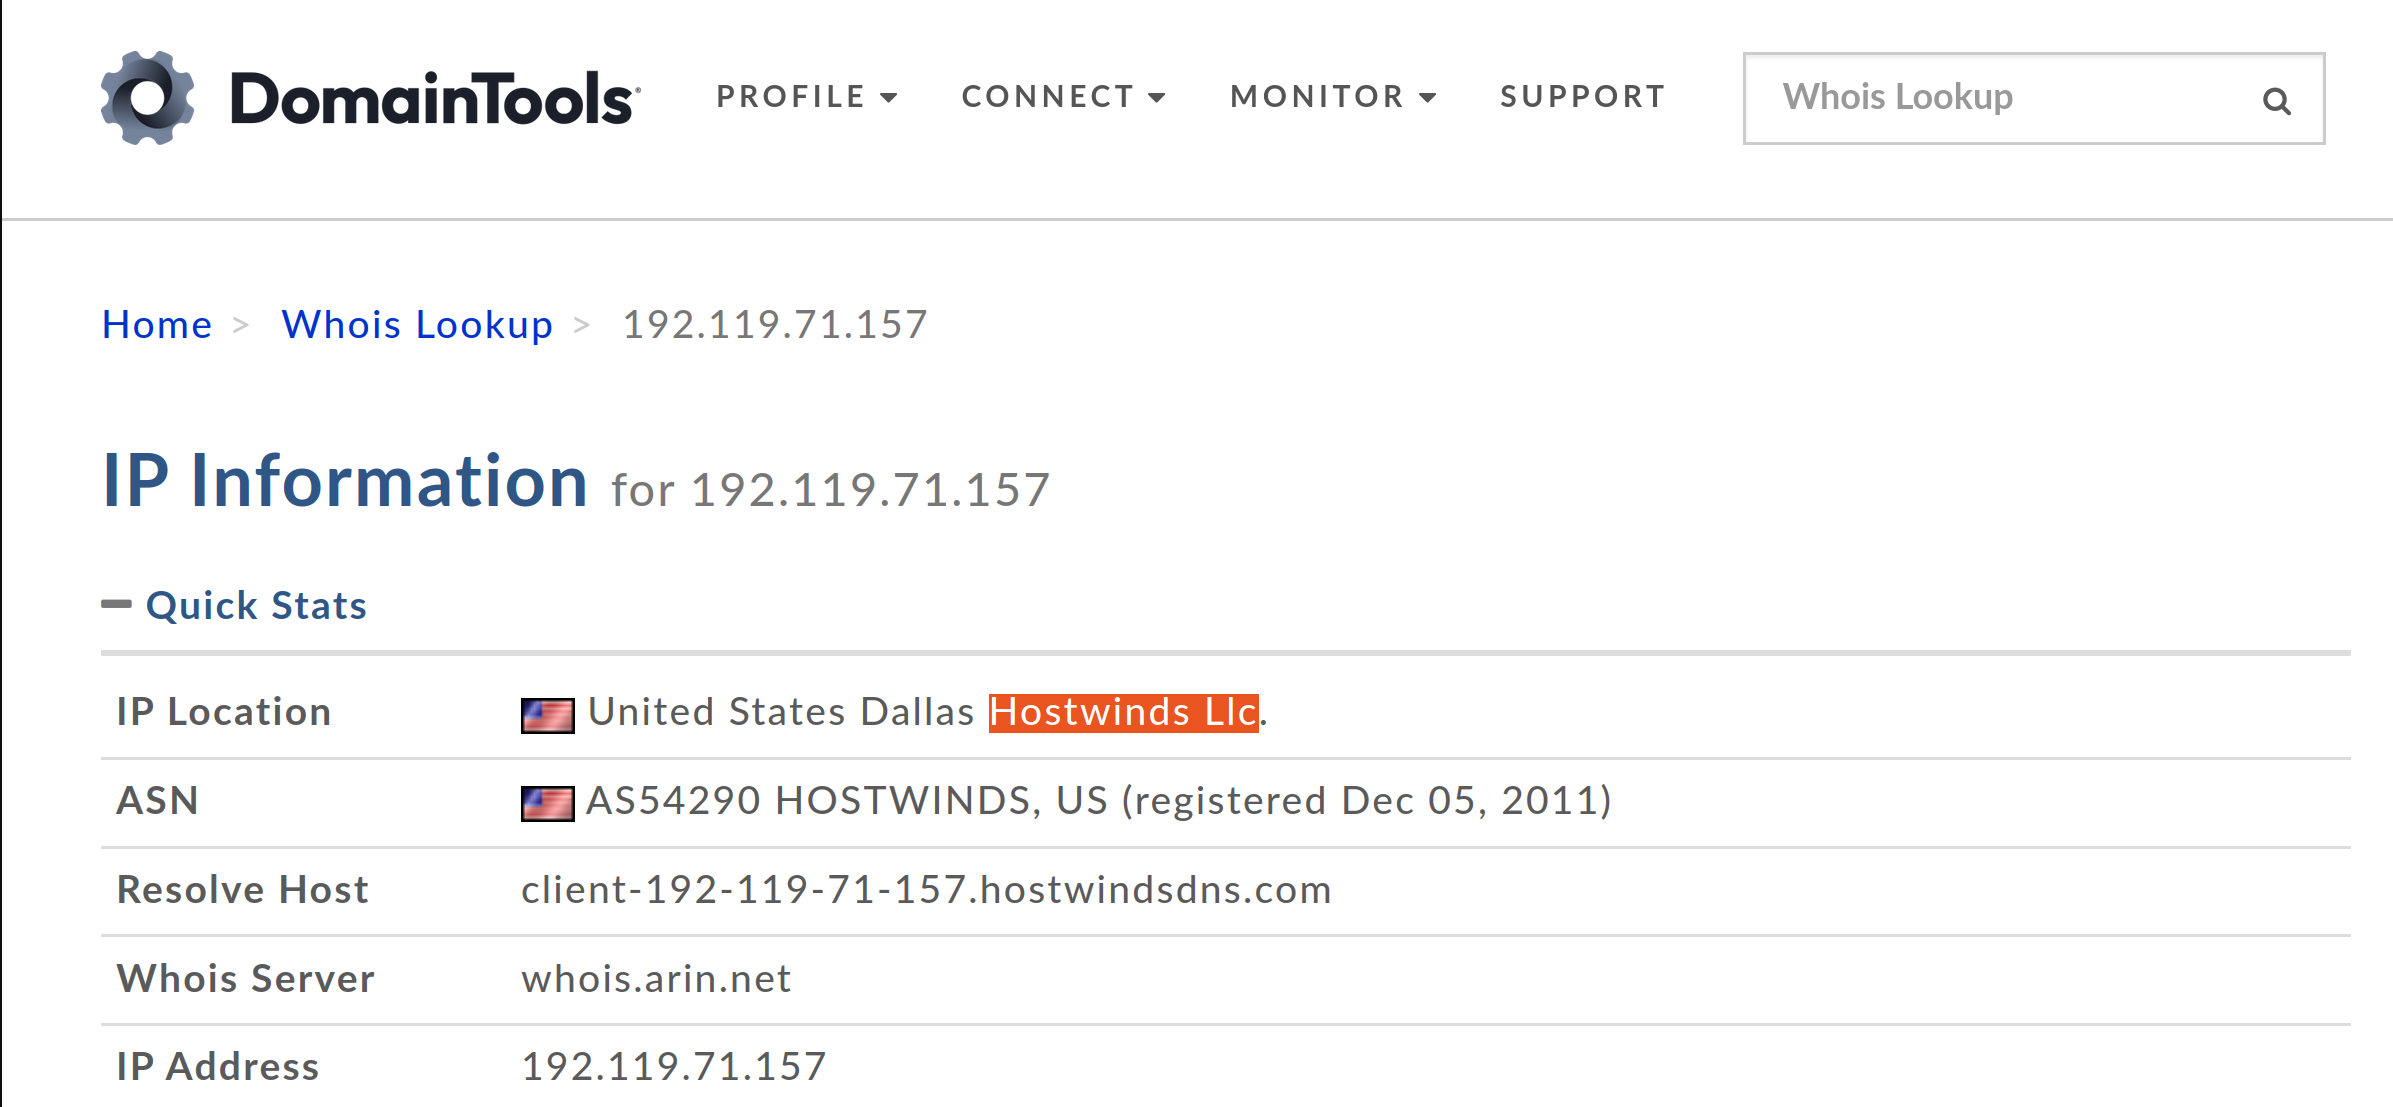 DomainTools PROFILE CONNECT MONITOR SUPPORT Whois Lookup
Home > Whois Lookup > 192.119.71.157
IP Information for 192.119.71.157
Quick Stats
IP Location United States Dallas Hostwinds Llc.
ASN AS54290 HOSTWINDS, US (registered Dec 05, 2011)
Resolve Host client-192-119-71-157.hostwindsdns.com
Whois Server whois.arin.net
IP Address 192.119.71.157